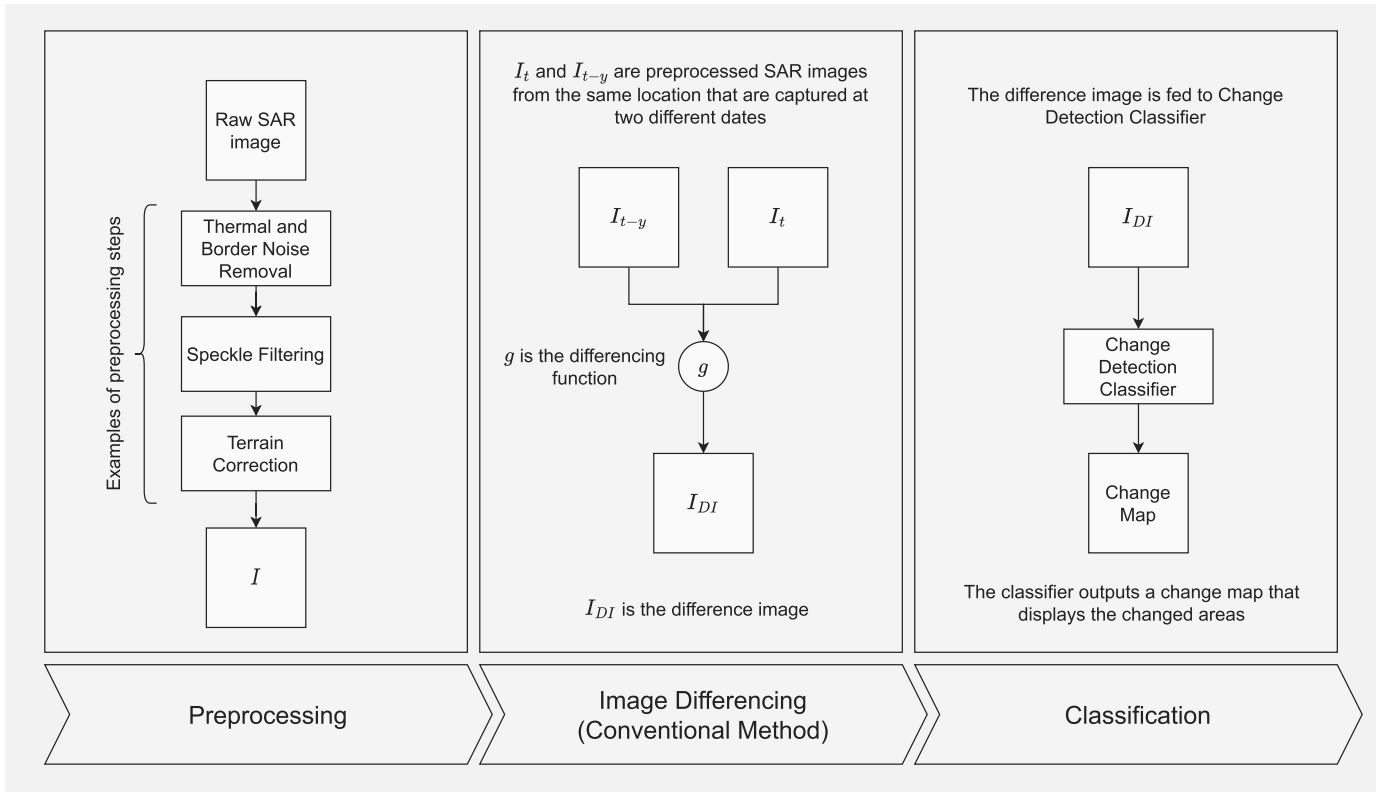 Raw SAR
image
Examples of preprocessing steps
Thermal and
Border Noise
Removal
Speckle Filtering
Terrain
Correction
I
Preprocessing
I_t and I_{t-y} are preprocessed SAR images
from the same location that are captured at
two different dates
I_{t-y}
I_t
g is the differencing
function
g
I_{DI}
I_{DI} is the difference image
Image Differencing
(Conventional Method)
The difference image is fed to Change
Detection Classifier
I_{DI}
Change
Detection
Classifier
Change
Map
The classifier outputs a change map that
displays the changed areas
Classification